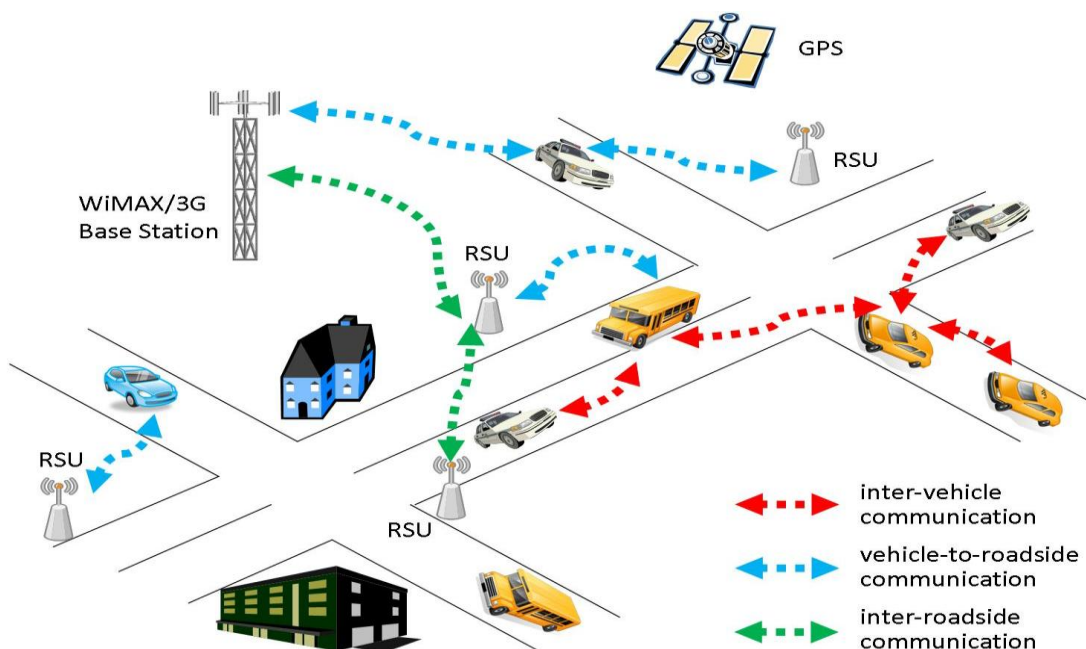 GPS
RSU
WiMAX/3G
Base Station
RSU
RSU
RSU
inter-vehicle
communication
vehicle-to-roadside
communication
inter-roadside
communication